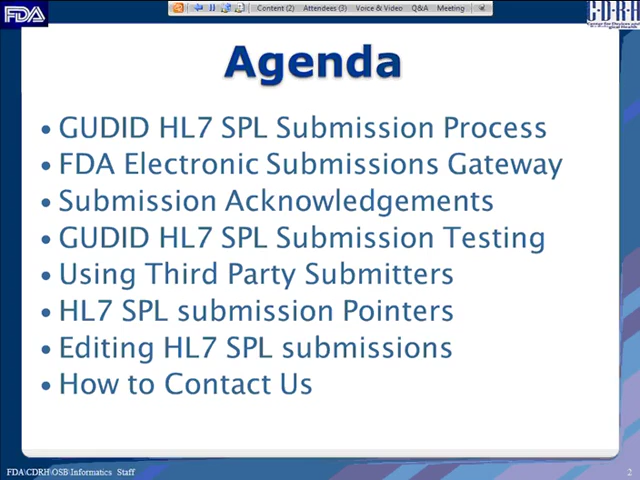 FDA
Content (2) Attendees (3) Voice & Video Q&A Meeting
CDRH
Agenda
• GUDID HL7 SPL Submission Process
• FDA Electronic Submissions Gateway
• Submission Acknowledgements
• GUDID HL7 SPL Submission Testing
• Using Third Party Submitters
• HL7 SPL submission Pointers
• Editing HL7 SPL submissions
• How to Contact Us
FDA\CDRH\OSB\Informatics Staff
2